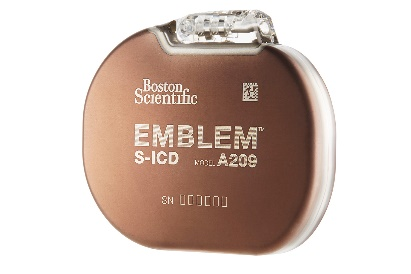 Boston
Scientific
EMBLEM™
S-ICD MODEL A209
SN